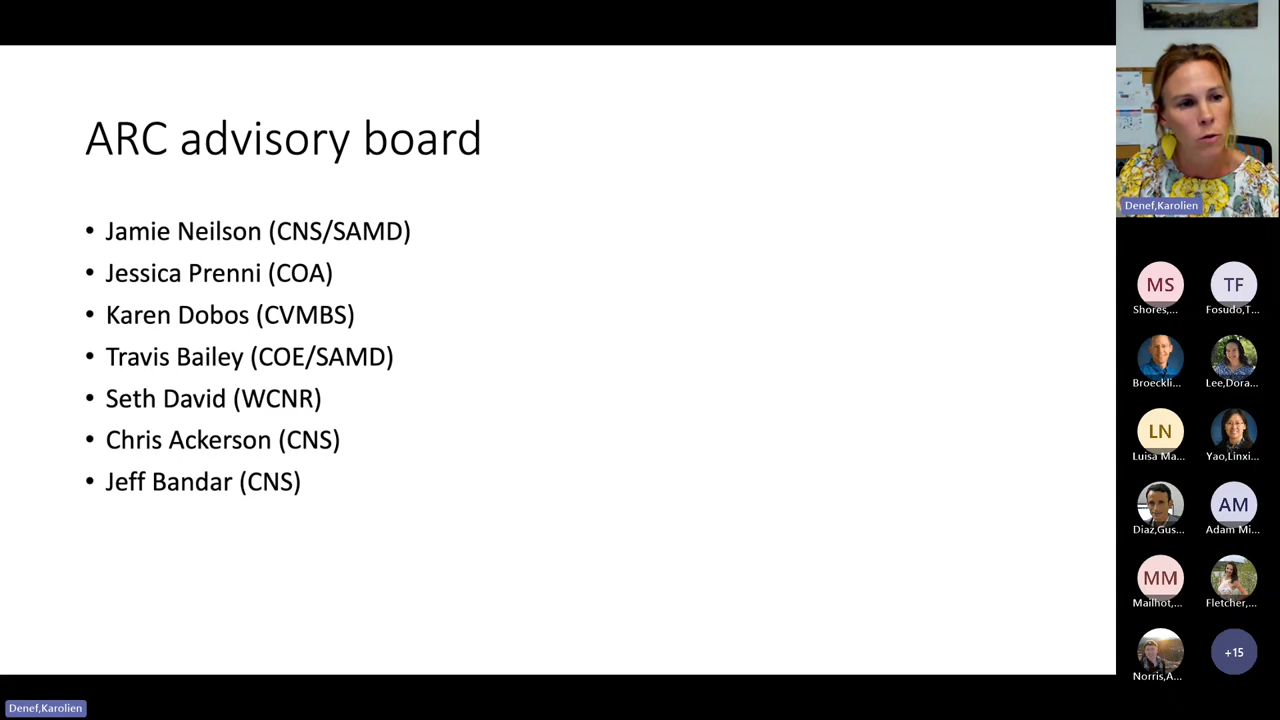 ARC advisory board
• Jamie Neilson (CNS/SAMD)
• Jessica Prenni (COA)
• Karen Dobos (CVMBS)
• Travis Bailey (COE/SAMD)
• Seth David (WCNR)
• Chris Ackerson (CNS)
• Jeff Bandar (CNS)
Denef,Karolien
MS
TF
Shores,...
Fosudo,T...
Broeckli...
Lee,Dora...
LN
Luisa Ma...
Yao,Linxi...
AM
Diaz,Gus...
Adam Mi...
MM
Mailhot,...
Fletcher,...
+15
Norris,A...
Denef,Karolien